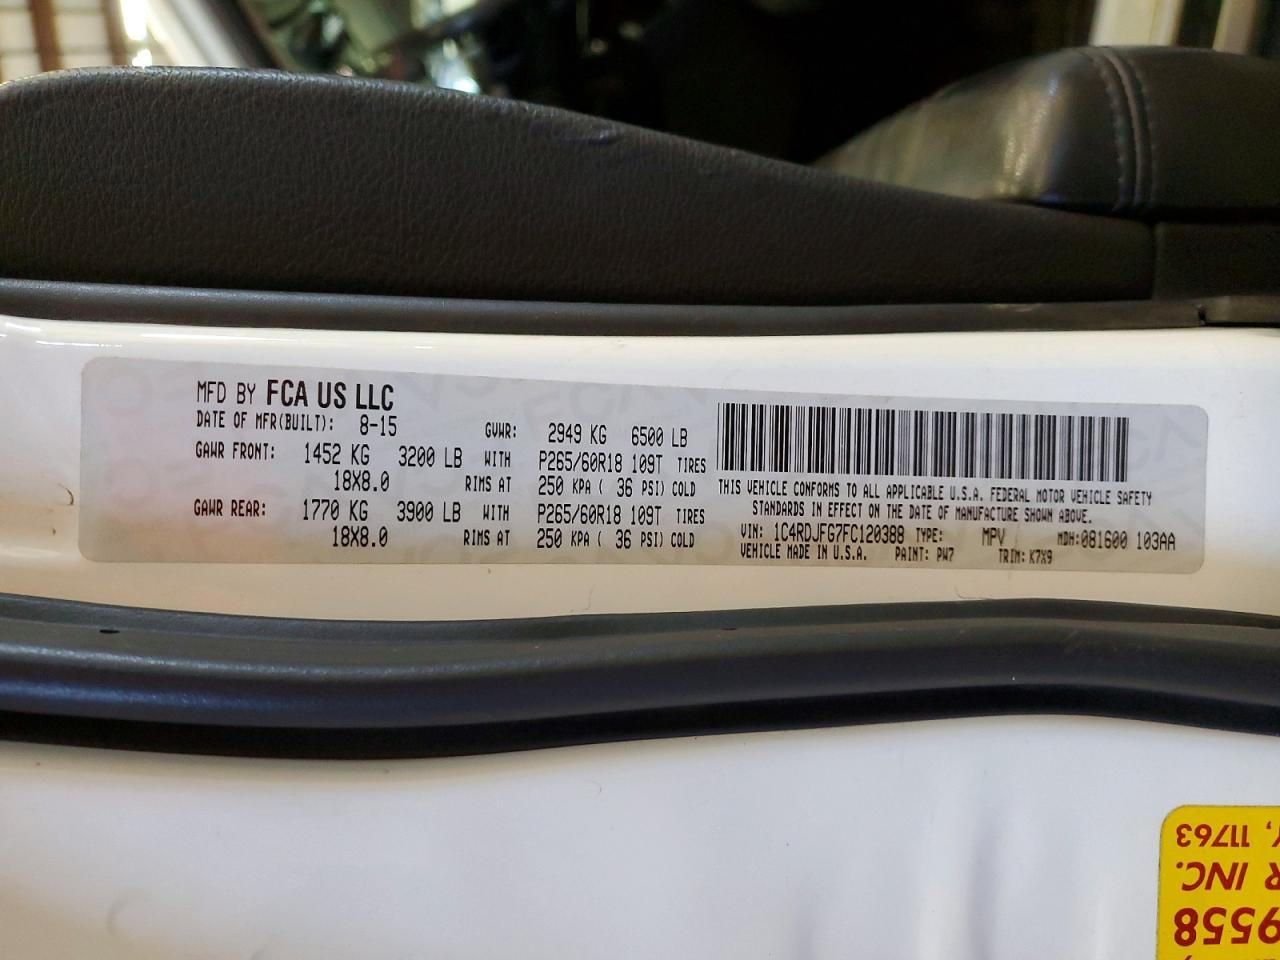 MFD BY FCA US LLC
DATE OF MFR(BUILT): 8-15 GVWR: 2949 KG 6500 LB
GAWR FRONT: 1452 KG 3200 LB WITH P265/60R18 109T TIRES
18X8.0 RIMS AT 250 KPA ( 36 PSI) COLD
GAWR REAR: 1770 KG 3900 LB WITH P265/60R18 109T TIRES
18X8.0 RIMS AT 250 KPA ( 36 PSI) COLD
THIS VEHICLE CONFORMS TO ALL APPLICABLE U.S.A. FEDERAL MOTOR VEHICLE SAFETY
STANDARDS IN EFFECT ON THE DATE OF MANUFACTURE SHOWN ABOVE.
VIN: 1C4RDJFG7FC120388 TYPE: MPV MDH:081600 103AA
VEHICLE MADE IN U.S.A. PAINT: PW7 TRIM: K7X9
9558
R INC.
, 11763